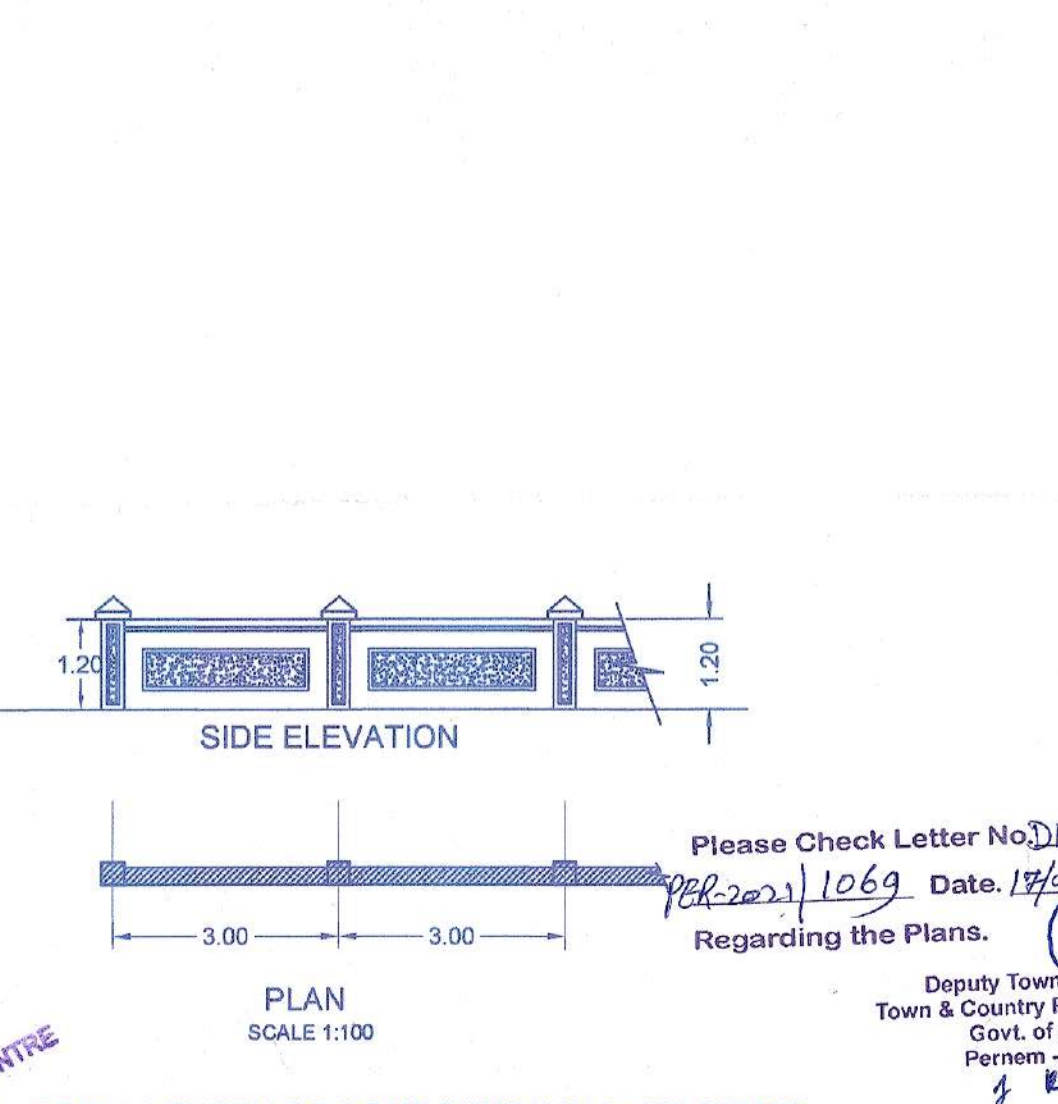 1.20
1.20
SIDE ELEVATION
3.00
3.00
PLAN
SCALE 1:100
Please Check Letter No.
PER-2021/1069 Date. 17/
Regarding the Plans.
Deputy Town
Town & Country
Govt. of
Pernem -